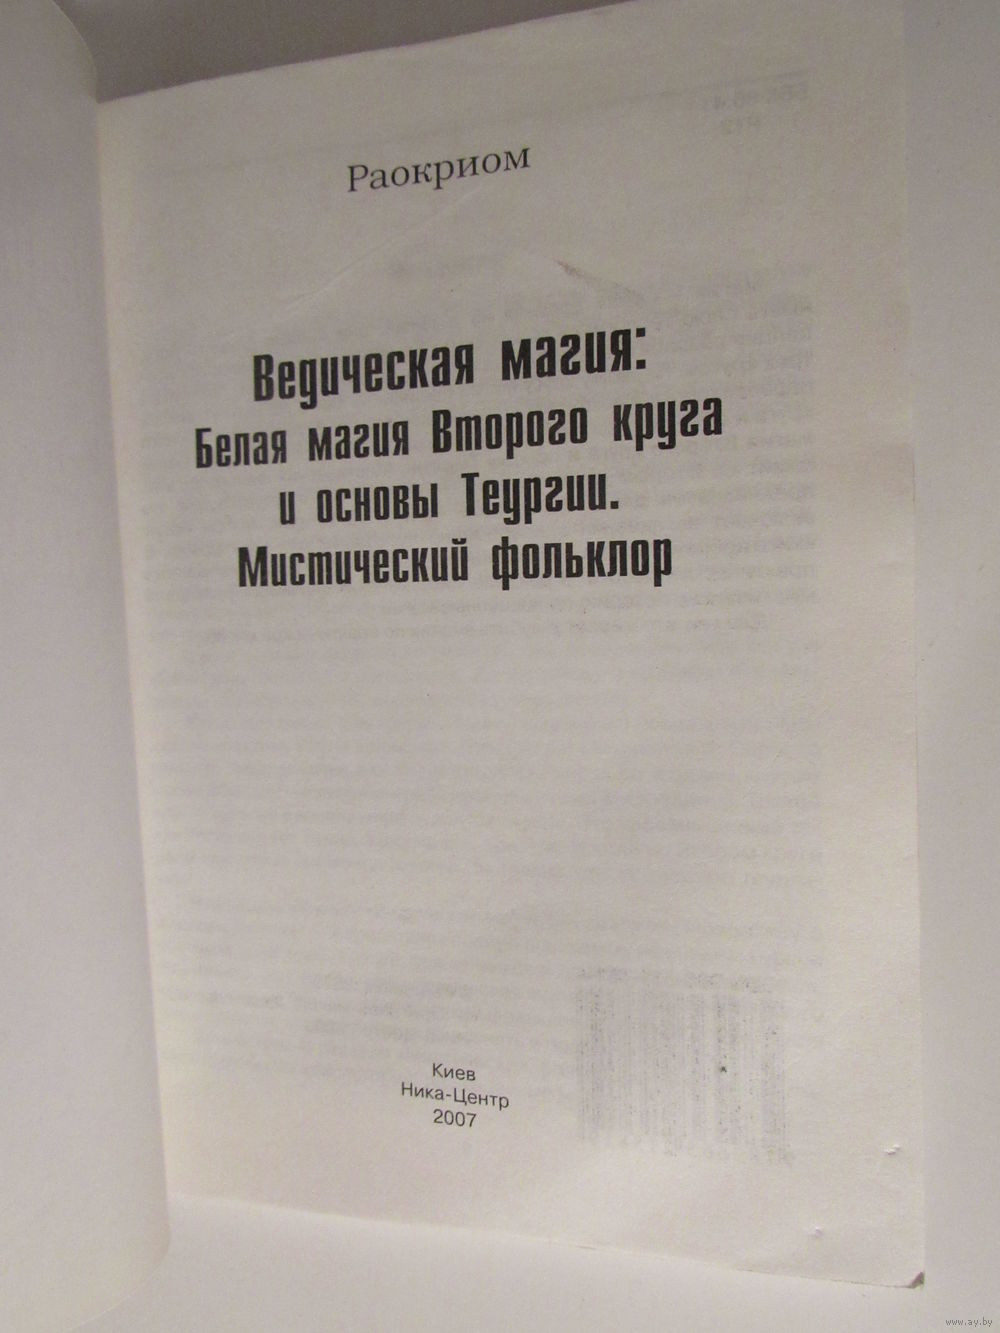 Раокриом
Ведическая магия:
Белая магия Второго круга
и основы Теургии.
Мистический фольклор
Киев
Ника-Центр
2007
www.ay.by